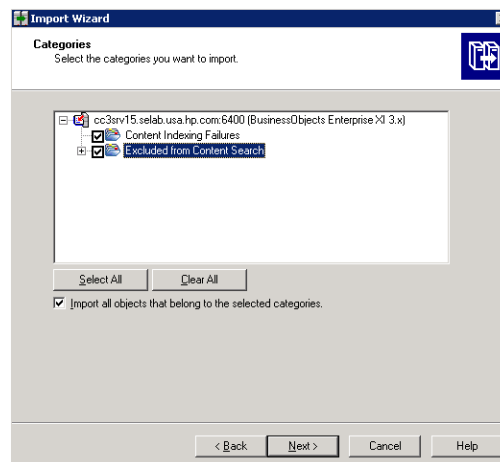 Import Wizard
Categories
Select the categories you want to import.
cc3srv15.selab.usa.hp.com:6400 (BusinessObjects Enterprise XI 3.x)
Content Indexing Failures
Excluded from Content Search
Select All
Clear All
Import all objects that belong to the selected categories.
< Back
Next >
Cancel
Help